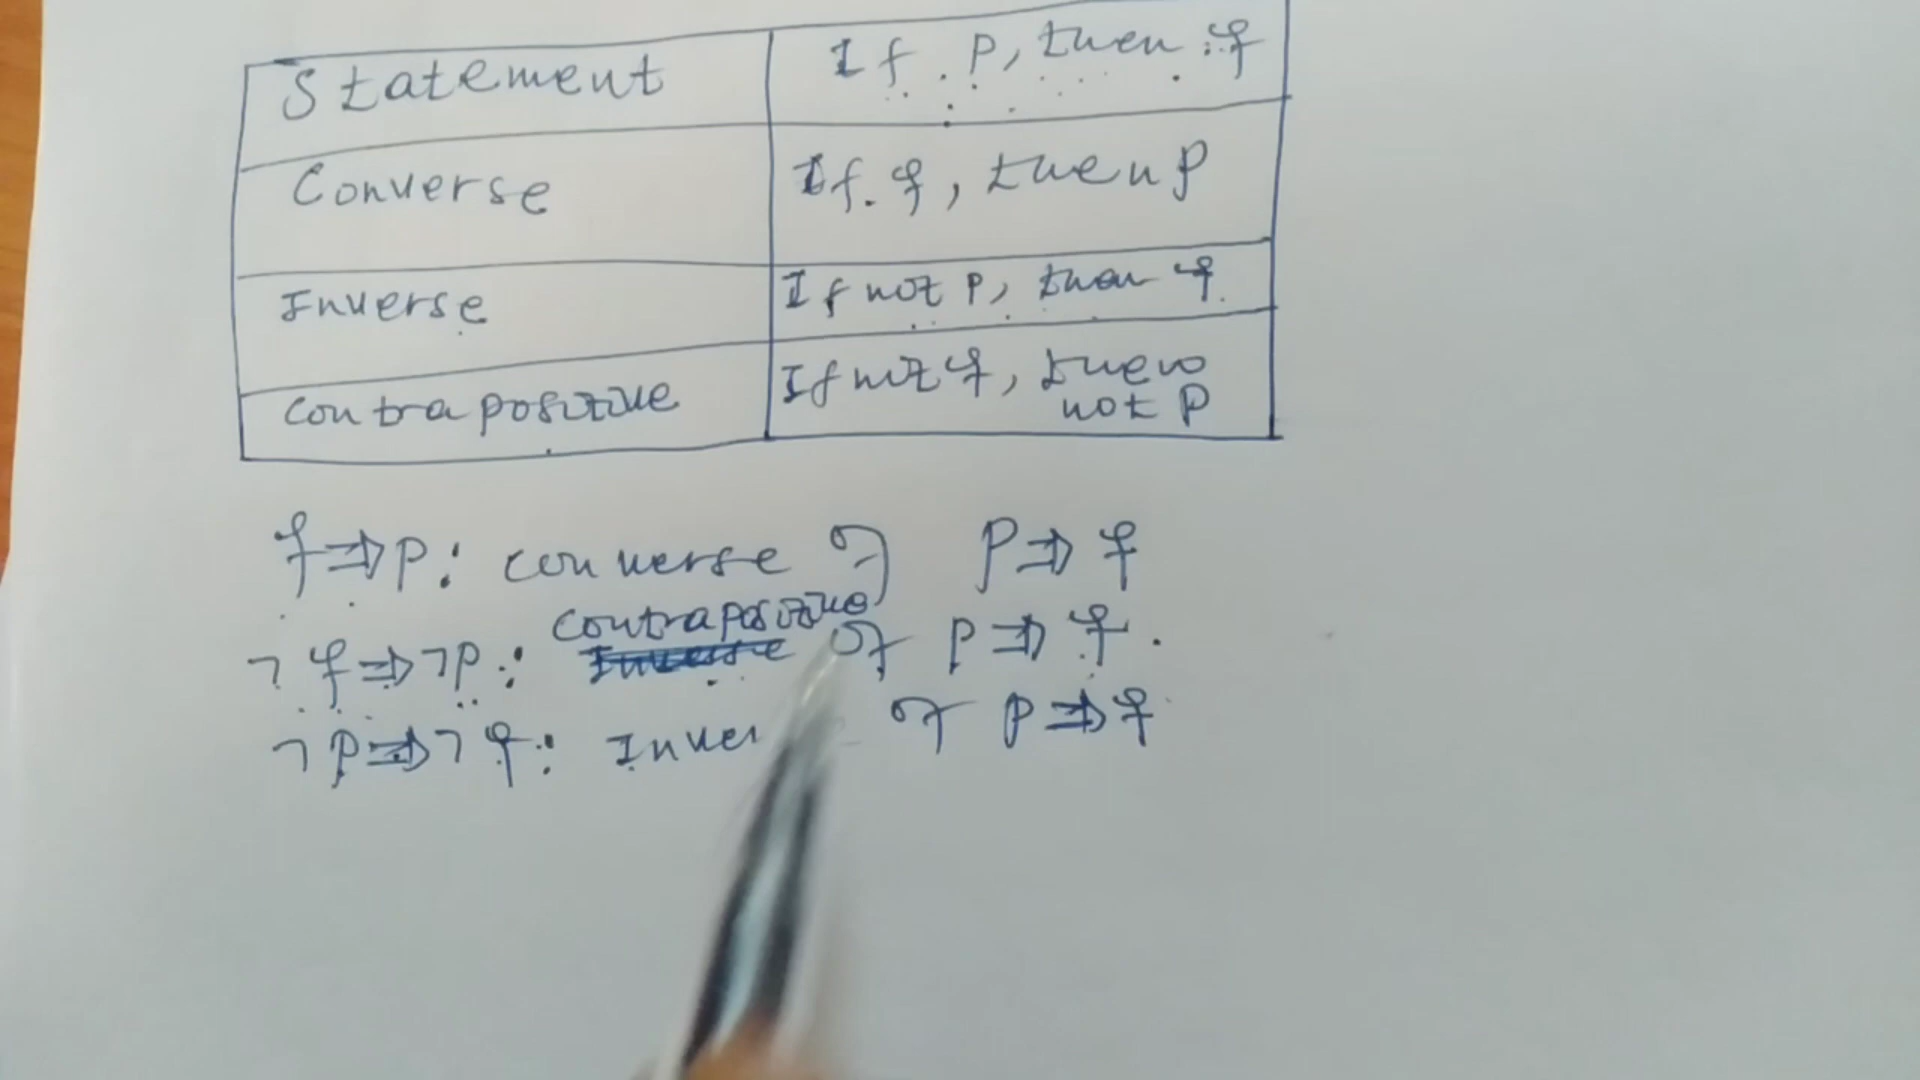 Statement If p, then q
Converse If q, then p
Inverse If not p, then q
Contrapositive If not q, then
not p
q ⇒ p : converse of p ⇒ q
contrapositive
¬q ⇒ ¬p : Inverse of p ⇒ q.
¬p ⇒ ¬q : Inver of p ⇒ q